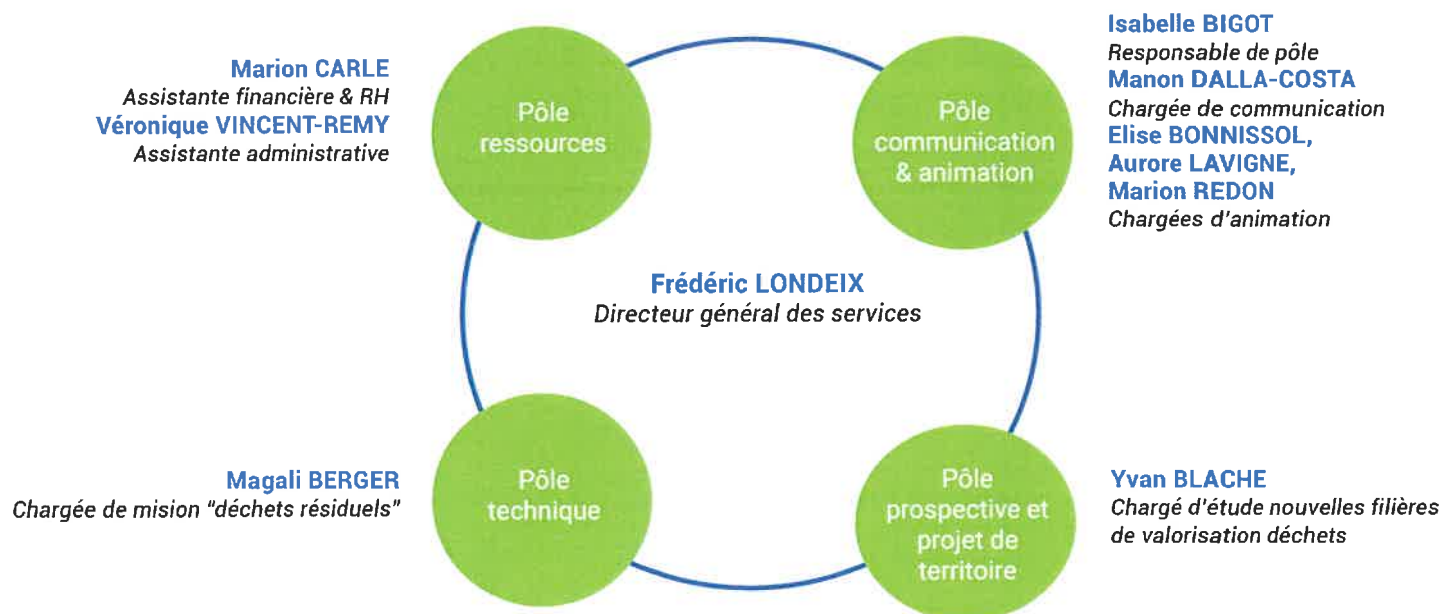 Marion CARLE
Assistante financière & RH
Véronique VINCENT-REMY
Assistante administrative
Pôle
ressources
Pôle
communication
& animation
Isabelle BIGOT
Responsable de pôle
Manon DALLA-COSTA
Chargée de communication
Elise BONNISSOL,
Aurore LAVIGNE,
Marion REDON
Chargées d'animation
Frédéric LONDEIX
Directeur général des services
Magali BERGER
Chargée de mision "déchets résiduels"
Pôle
technique
Pôle
prospective et
projet de
territoire
Yvan BLACHE
Chargé d'étude nouvelles filières
de valorisation déchets